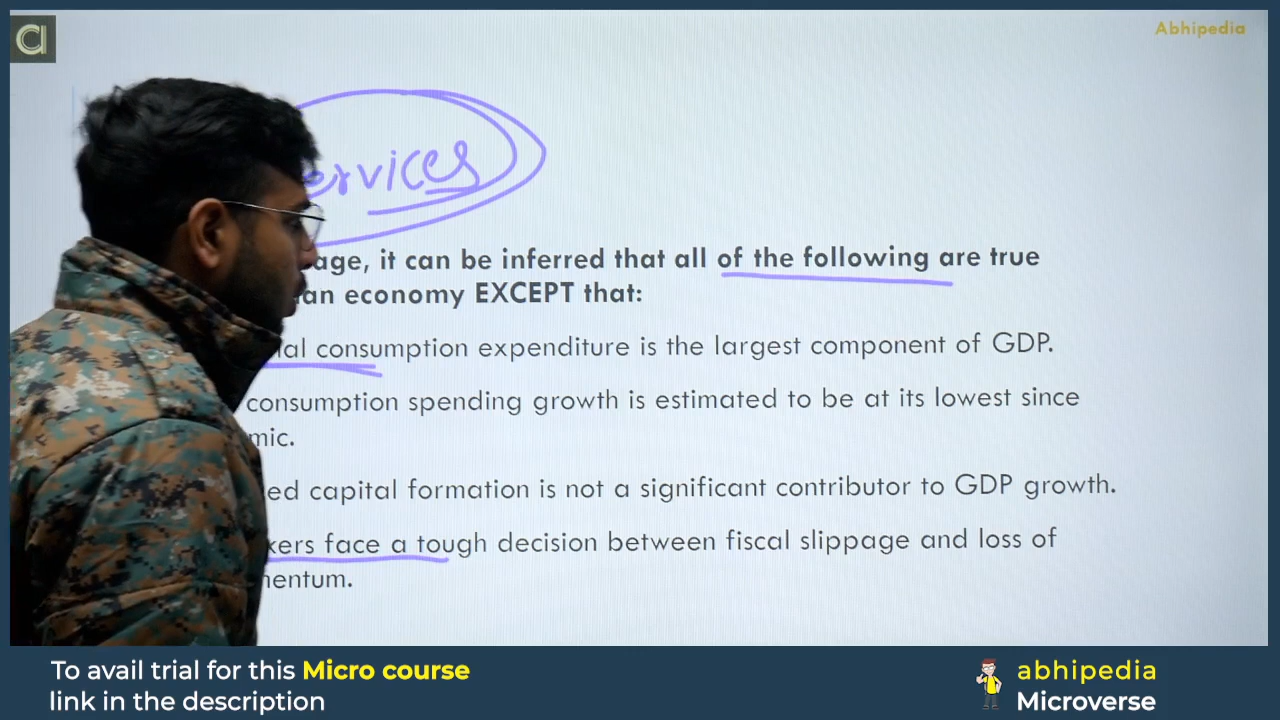 Abhipedia
ervices
age, it can be inferred that all of the following are true
an economy EXCEPT that:
al consumption expenditure is the largest component of GDP.
consumption spending growth is estimated to be at its lowest since
mic.
ed capital formation is not a significant contributor to GDP growth.
kers face a tough decision between fiscal slippage and loss of
entum.
To avail trial for this Micro course
link in the description
abhipedia
Microverse